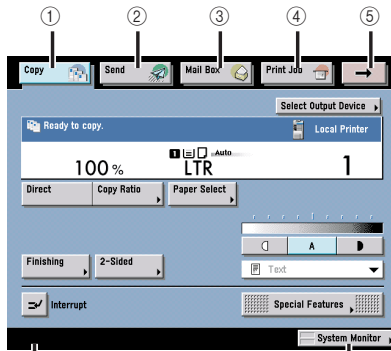 ① ② ③ ④ ⑤
Copy Send Mail Box Print Job →
Select Output Device
Ready to copy. Local Printer
1 Auto
100 % LTR 1
Direct Copy Ratio Paper Select
A
Finishing 2-Sided Text
Interrupt Special Features
System Monitor